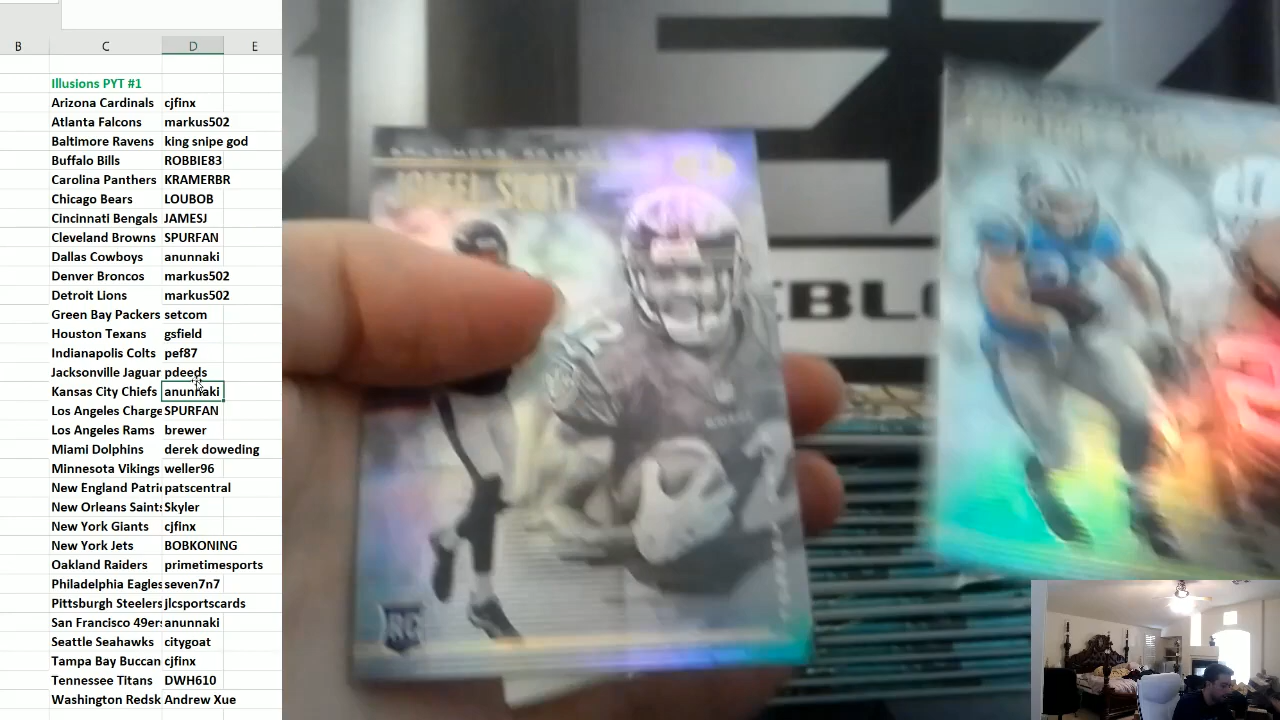 B C D E
Illusions PYT #1
Arizona Cardinals cjfinx
Atlanta Falcons markus502
Baltimore Ravens king snipe god
Buffalo Bills ROBBIE83
Carolina Panthers KRAMERBR
Chicago Bears LOUBOB
Cincinnati Bengals JAMESJ
Cleveland Browns SPURFAN
Dallas Cowboys anunnaki
Denver Broncos markus502
Detroit Lions markus502
Green Bay Packers setcom
Houston Texans gsfield
Indianapolis Colts pef87
Jacksonville Jaguar pdeeds
Kansas City Chiefs anunnaki
Los Angeles Charge SPURFAN
Los Angeles Rams brewer
Miami Dolphins derek doweding
Minnesota Vikings weller96
New England Patri patscentral
New Orleans Saints Skyler
New York Giants cjfinx
New York Jets BOBKONING
Oakland Raiders primetimesports
Philadelphia Eagles seven7n7
Pittsburgh Steelers jlcsportscards
San Francisco 49er anunnaki
Seattle Seahawks citygoat
Tampa Bay Buccan cjfinx
Tennessee Titans DWH610
Washington Redsk Andrew Xue
SCOTT
RC